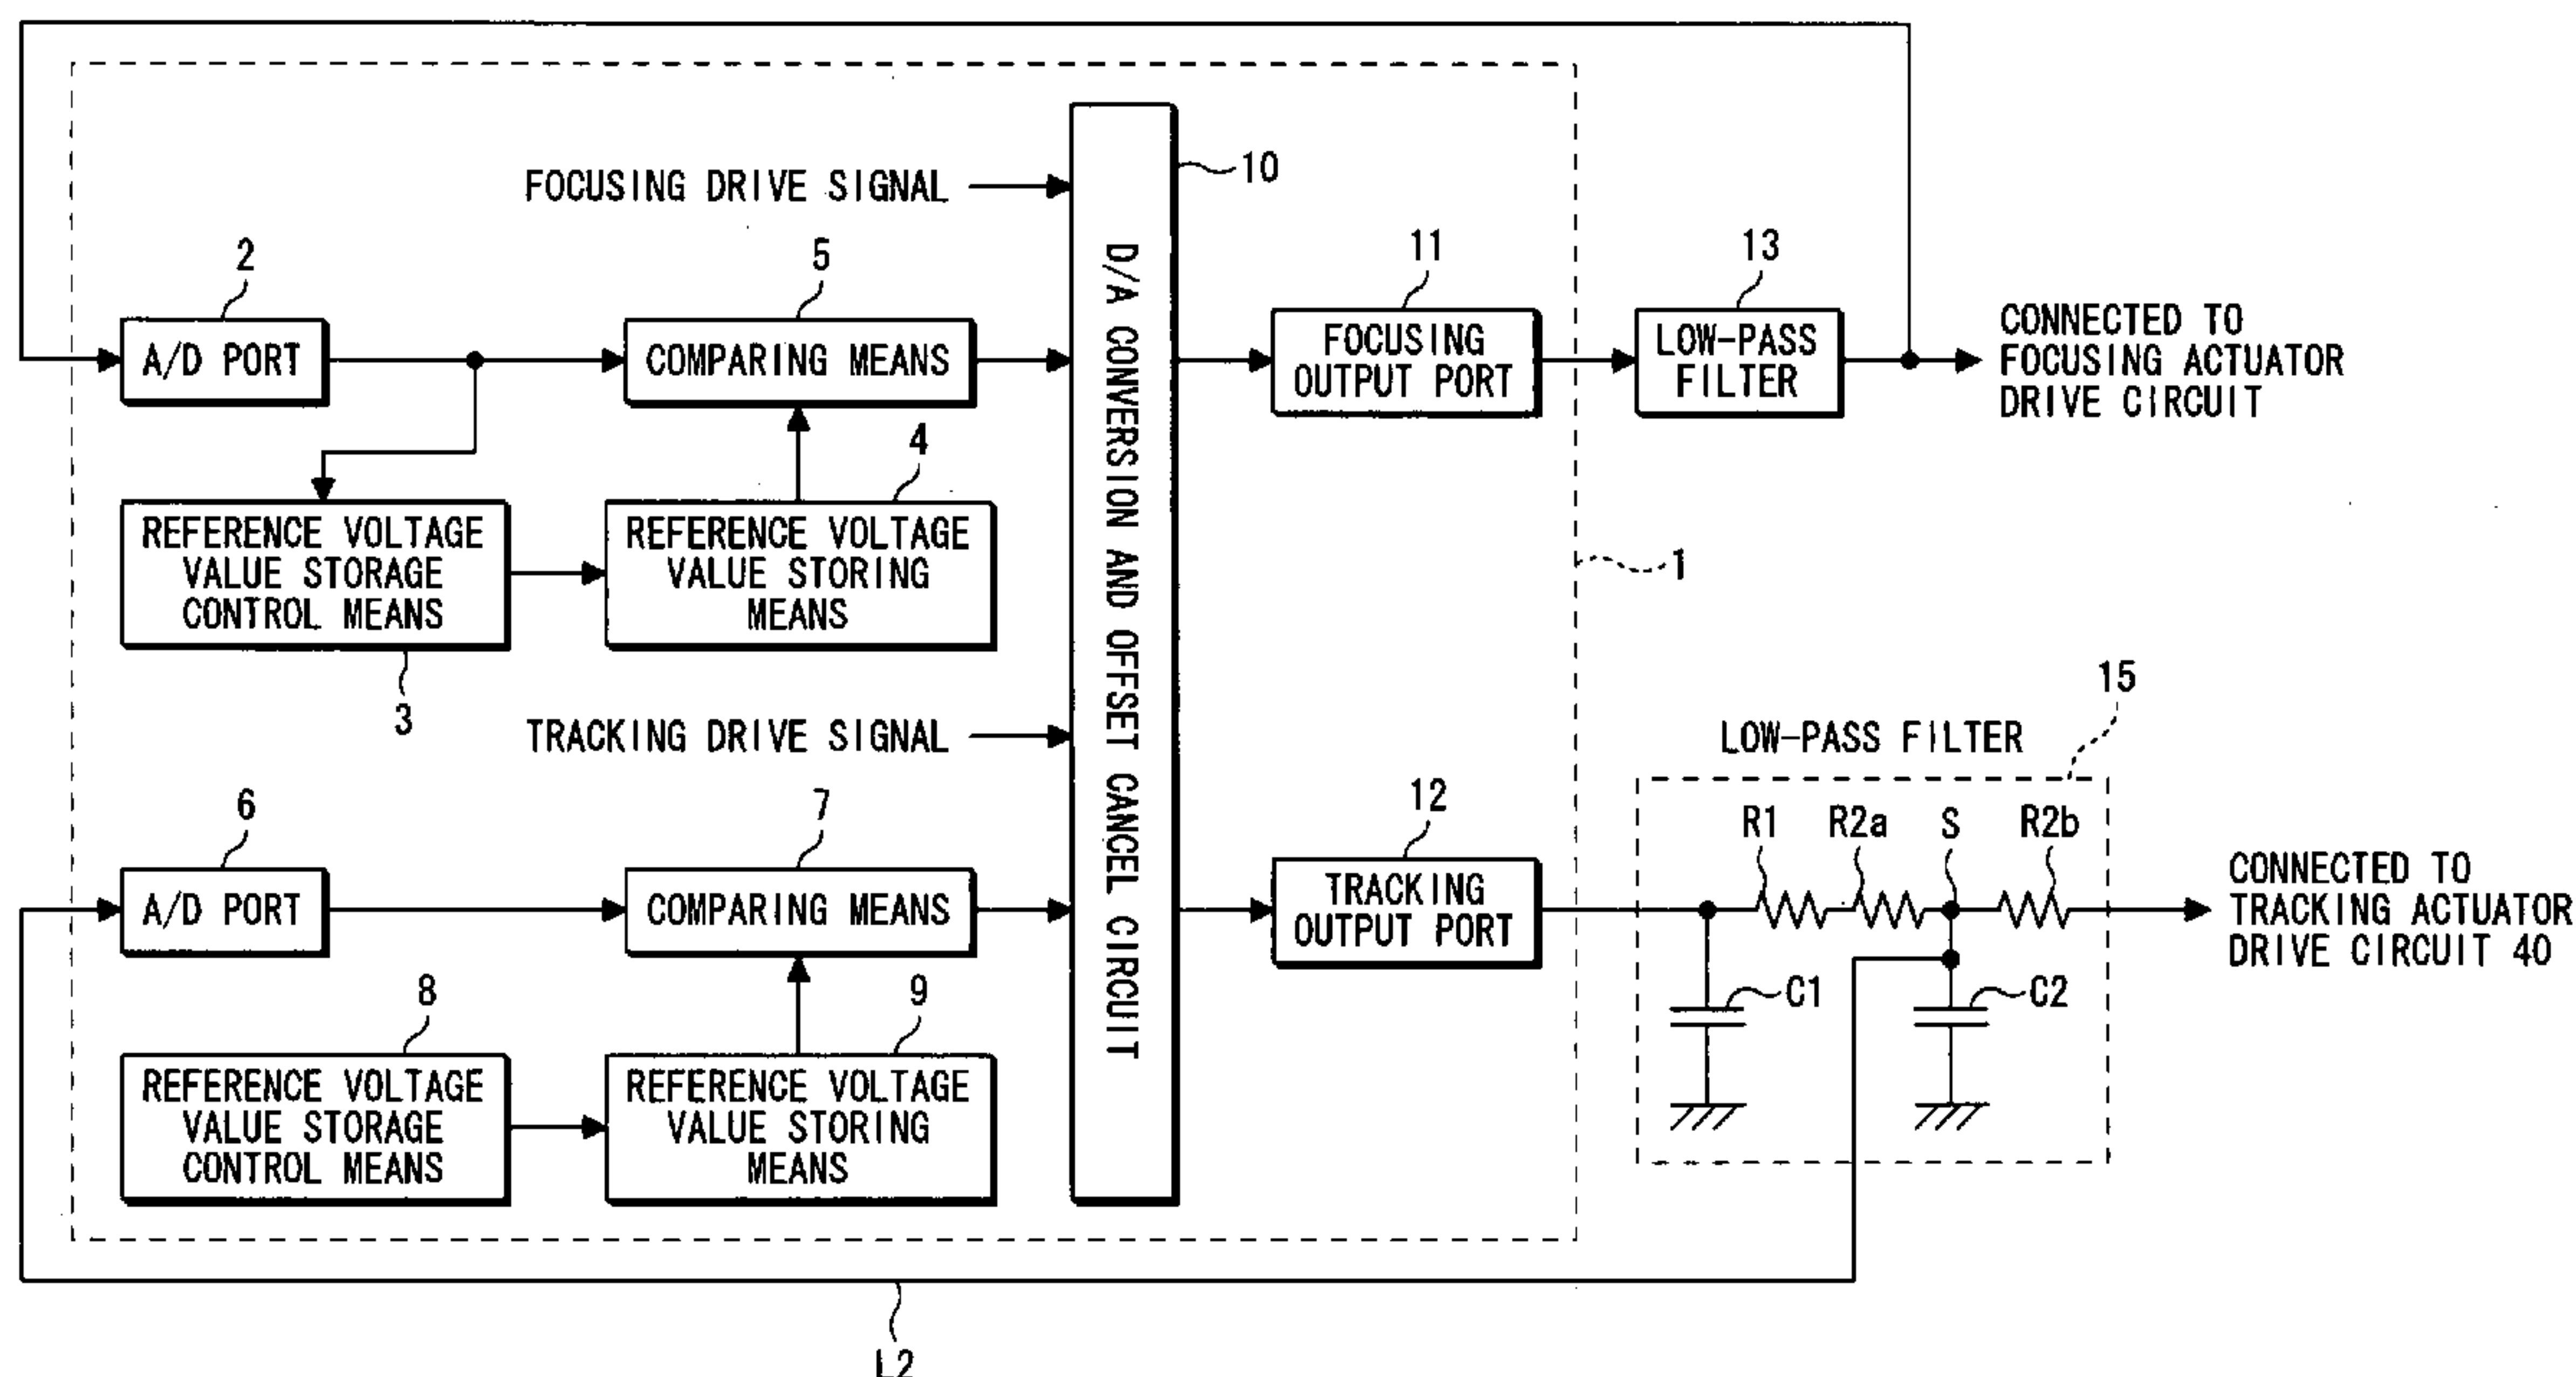 10
FOCUSING DRIVE SIGNAL
2
5
11
13
A/D PORT
COMPARING MEANS
FOCUSING
OUTPUT PORT
LOW-PASS
FILTER
CONNECTED TO
FOCUSING ACTUATOR
DRIVE CIRCUIT
4
REFERENCE VOLTAGE
VALUE STORAGE
CONTROL MEANS
REFERENCE VOLTAGE
VALUE STORING
MEANS
3
1
D/A CONVERSION AND OFFSET CANCEL CIRCUIT
TRACKING DRIVE SIGNAL
15
LOW-PASS FILTER
6
7
12
R1
R2a
S
R2b
A/D PORT
COMPARING MEANS
TRACKING
OUTPUT PORT
CONNECTED TO
TRACKING ACTUATOR
DRIVE CIRCUIT 40
8
9
C1
C2
REFERENCE VOLTAGE
VALUE STORAGE
CONTROL MEANS
REFERENCE VOLTAGE
VALUE STORING
MEANS
L2